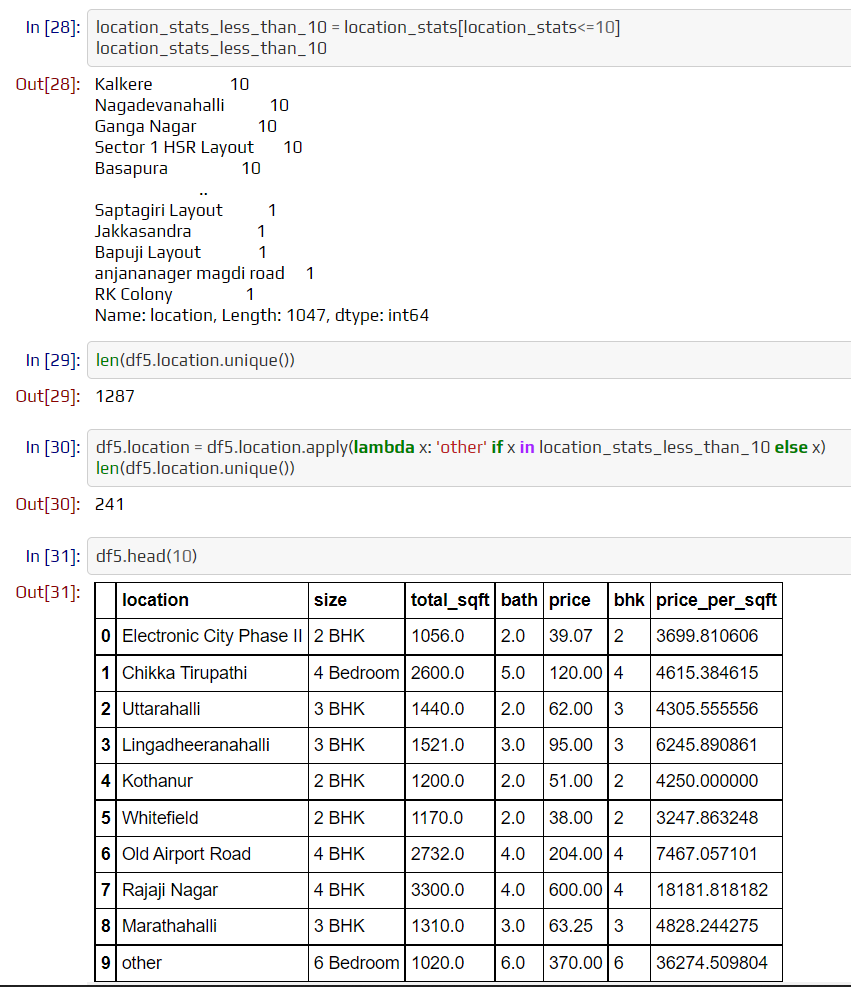 In [28]: location_stats_less_than_10 = location_stats[location_stats<=10]
location_stats_less_than_10
Out[28]: Kalkere 10
Nagadevanahalli 10
Ganga Nagar 10
Sector 1 HSR Layout 10
Basapura 10
..
Saptagiri Layout 1
Jakkasandra 1
Bapuji Layout 1
anjananager magdi road 1
RK Colony 1
Name: location, Length: 1047, dtype: int64
In [29]: len(df5.location.unique())
Out[29]: 1287
In [30]: df5.location = df5.location.apply(lambda x: 'other' if x in location_stats_less_than_10 else x)
len(df5.location.unique())
Out[30]: 241
In [31]: df5.head(10)
Out[31]:
location size total_sqft bath price bhk price_per_sqft
0 Electronic City Phase II 2 BHK 1056.0 2.0 39.07 2 3699.810606
1 Chikka Tirupathi 4 Bedroom 2600.0 5.0 120.00 4 4615.384615
2 Uttarahalli 3 BHK 1440.0 2.0 62.00 3 4305.555556
3 Lingadheeranahalli 3 BHK 1521.0 3.0 95.00 3 6245.890861
4 Kothanur 2 BHK 1200.0 2.0 51.00 2 4250.000000
5 Whitefield 2 BHK 1170.0 2.0 38.00 2 3247.863248
6 Old Airport Road 4 BHK 2732.0 4.0 204.00 4 7467.057101
7 Rajaji Nagar 4 BHK 3300.0 4.0 600.00 4 18181.818182
8 Marathahalli 3 BHK 1310.0 3.0 63.25 3 4828.244275
9 other 6 Bedroom 1020.0 6.0 370.00 6 36274.509804